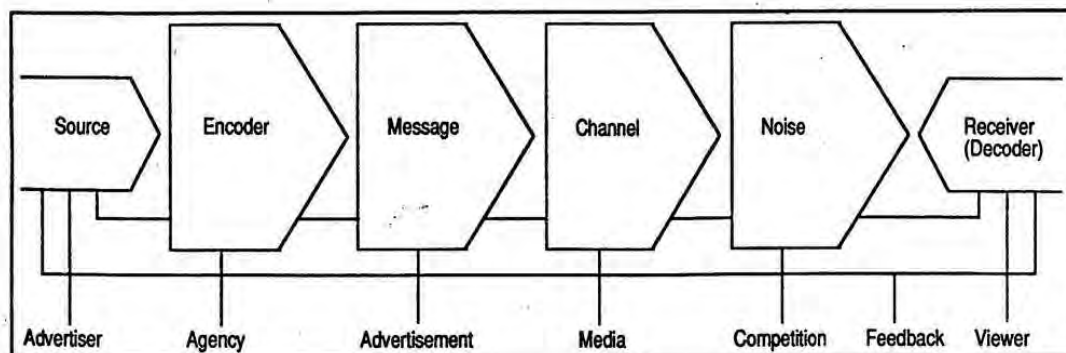 Source
Encoder
Message
Channel
Noise
Receiver
(Decoder)
Advertiser
Agency
Advertisement
Media
Competition
Feedback
Viewer